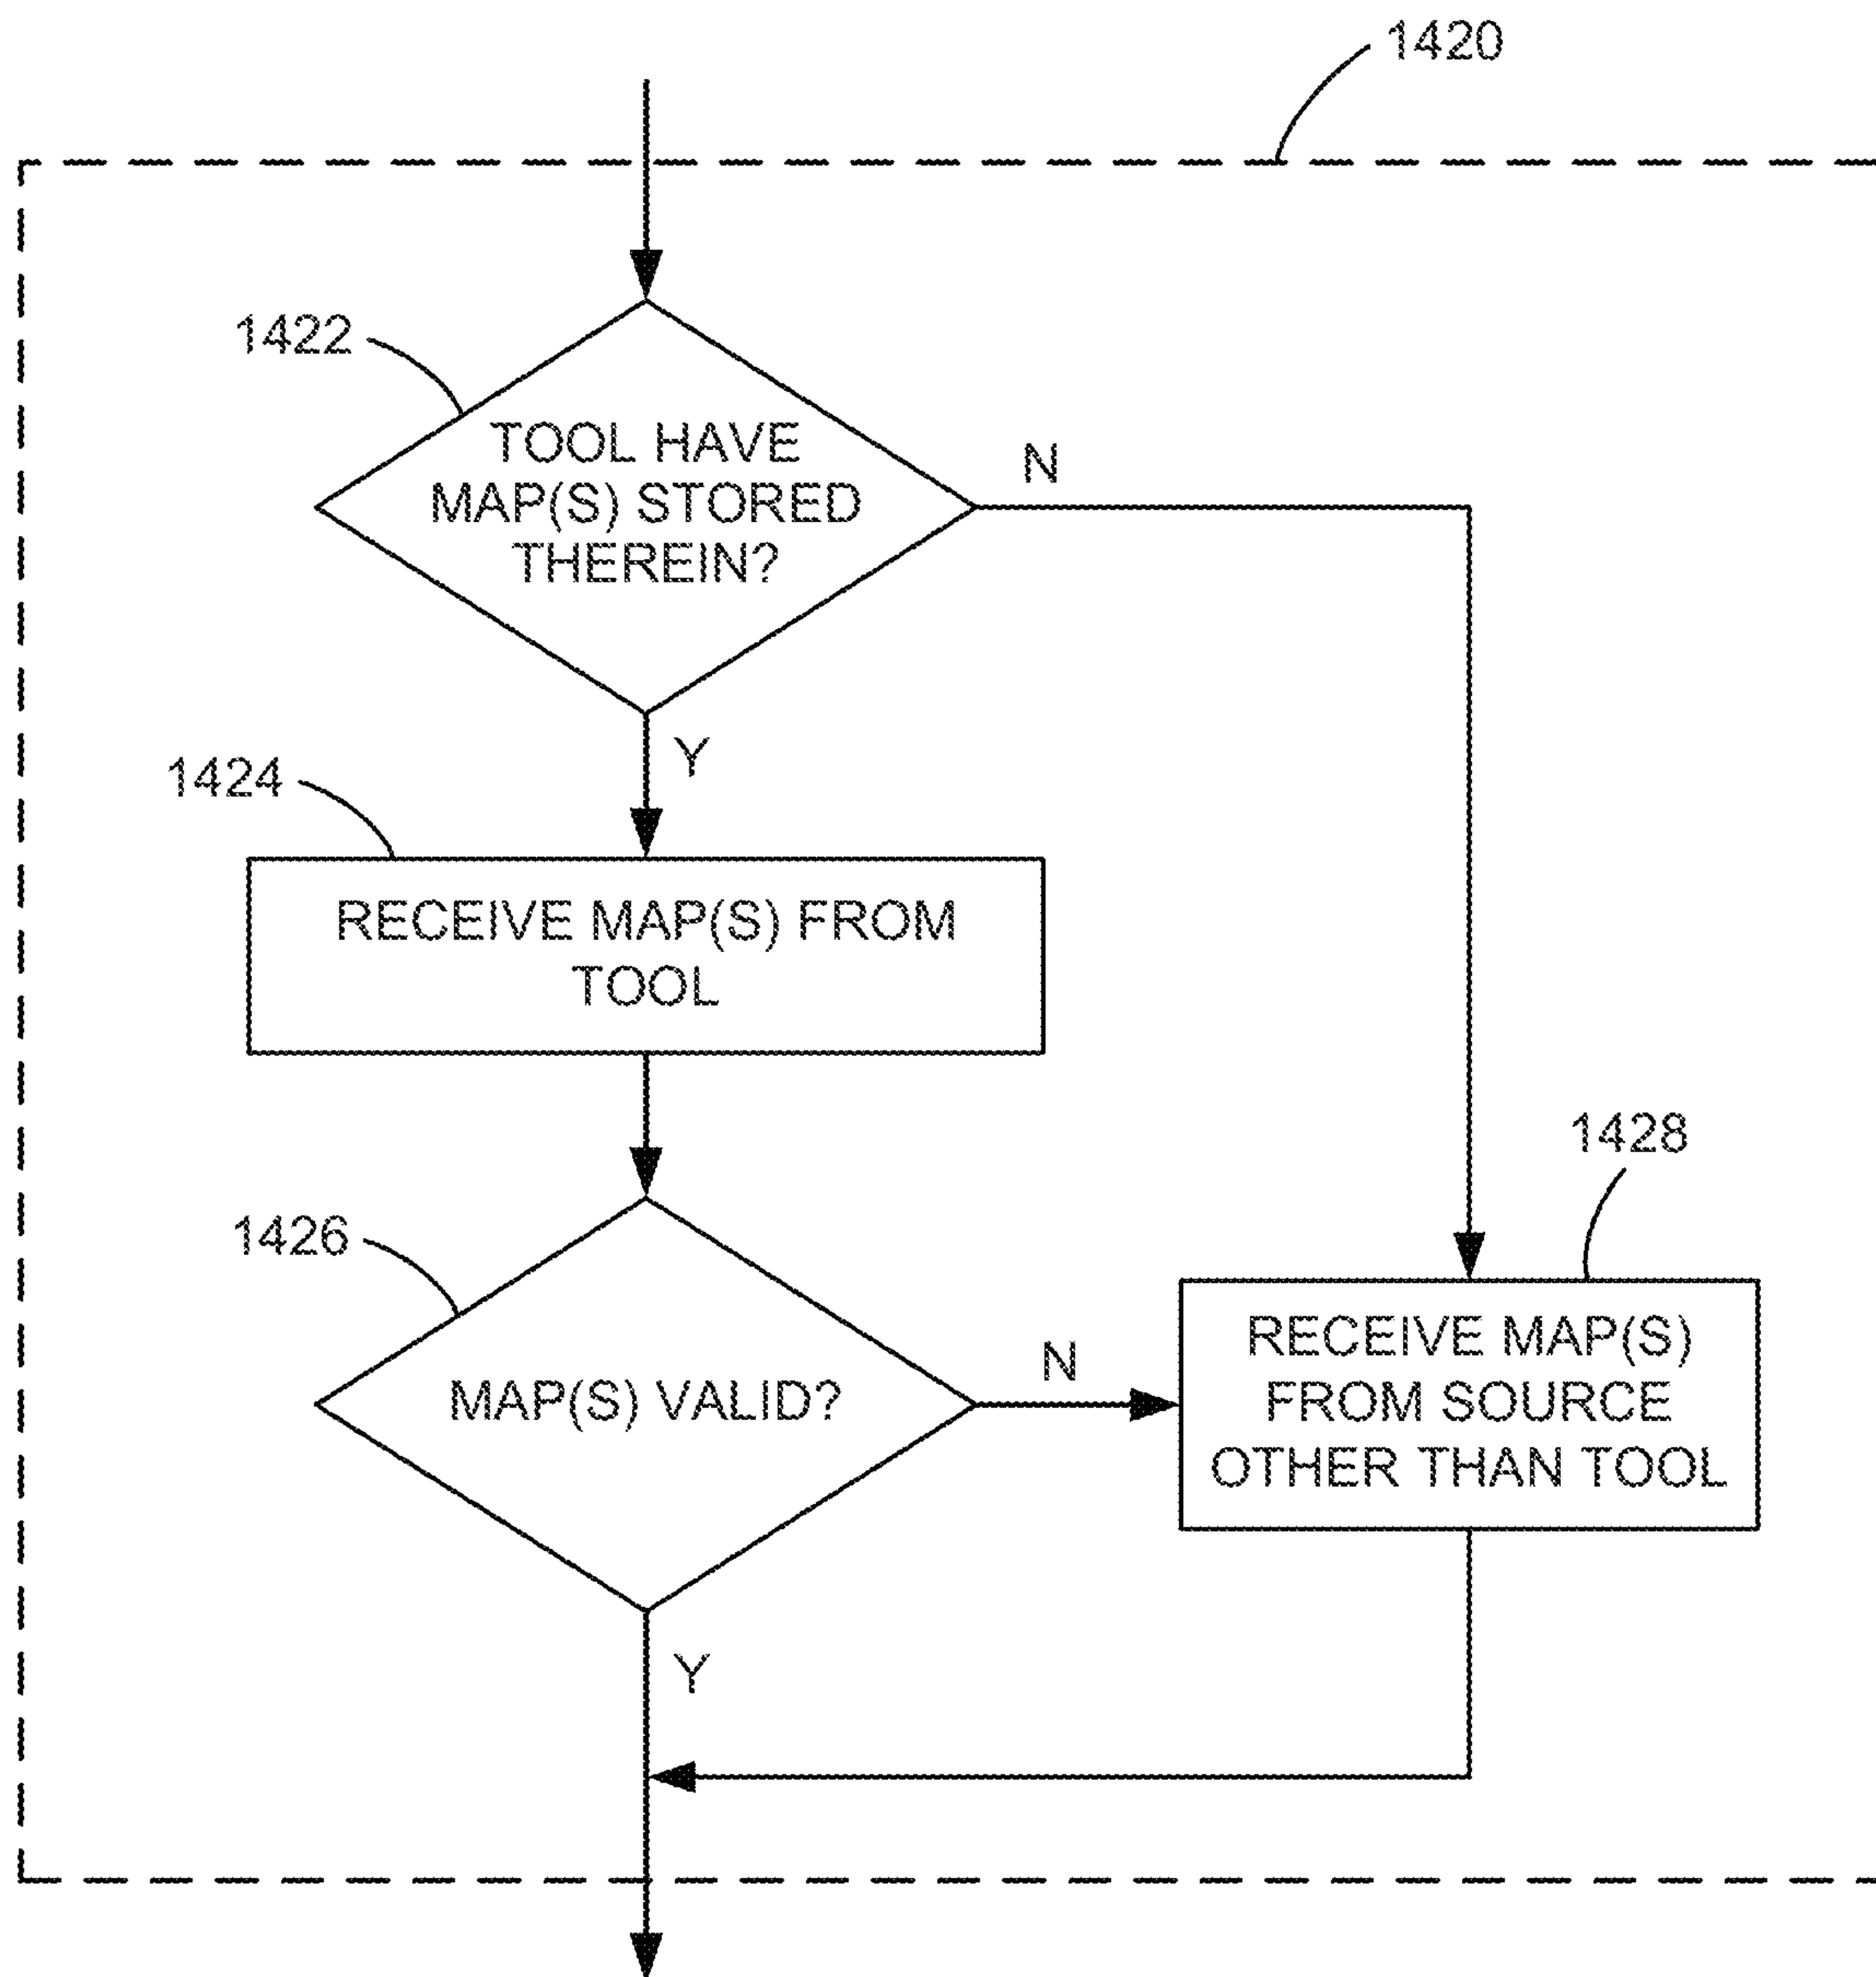 1420
1422
TOOL HAVE
MAP(S) STORED
THEREIN?
N
Y
1424
RECEIVE MAP(S) FROM
TOOL
1428
1426
MAP(S) VALID?
N
RECEIVE MAP(S)
FROM SOURCE
OTHER THAN TOOL
Y